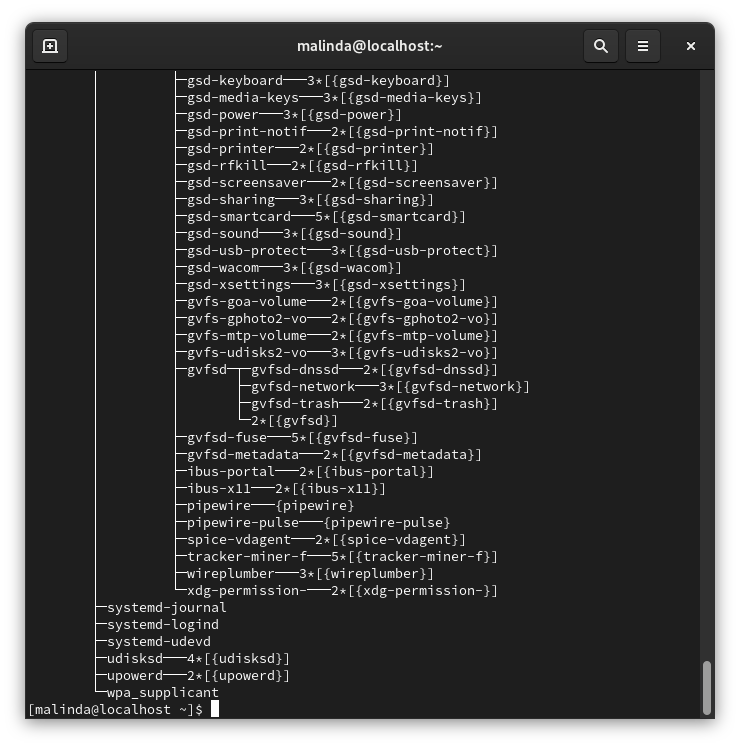 malinda@localhost:~
├─gsd-keyboard───3*[{gsd-keyboard}]
├─gsd-media-keys───3*[{gsd-media-keys}]
├─gsd-power───3*[{gsd-power}]
├─gsd-print-notif───2*[{gsd-print-notif}]
├─gsd-printer───2*[{gsd-printer}]
├─gsd-rfkill───2*[{gsd-rfkill}]
├─gsd-screensaver───2*[{gsd-screensaver}]
├─gsd-sharing───3*[{gsd-sharing}]
├─gsd-smartcard───5*[{gsd-smartcard}]
├─gsd-sound───3*[{gsd-sound}]
├─gsd-usb-protect───3*[{gsd-usb-protect}]
├─gsd-wacom───3*[{gsd-wacom}]
├─gsd-xsettings───3*[{gsd-xsettings}]
├─gvfs-goa-volume───2*[{gvfs-goa-volume}]
├─gvfs-gphoto2-vo───2*[{gvfs-gphoto2-vo}]
├─gvfs-mtp-volume───2*[{gvfs-mtp-volume}]
├─gvfs-udisks2-vo───3*[{gvfs-udisks2-vo}]
├─gvfsd─┬─gvfsd-dnssd───2*[{gvfsd-dnssd}]
├─gvfsd-network───3*[{gvfsd-network}]
├─gvfsd-trash───2*[{gvfsd-trash}]
└─2*[{gvfsd}]
├─gvfsd-fuse───5*[{gvfsd-fuse}]
├─gvfsd-metadata───2*[{gvfsd-metadata}]
├─ibus-portal───2*[{ibus-portal}]
├─ibus-x11───2*[{ibus-x11}]
├─pipewire───{pipewire}
├─pipewire-pulse───{pipewire-pulse}
├─spice-vdagent───2*[{spice-vdagent}]
├─tracker-miner-f───5*[{tracker-miner-f}]
├─wireplumber───3*[{wireplumber}]
└─xdg-permission-───2*[{xdg-permission-}]
├─systemd-journal
├─systemd-logind
├─systemd-udevd
├─udisksd───4*[{udisksd}]
├─upowerd───2*[{upowerd}]
└─wpa_supplicant
[malinda@localhost ~]$